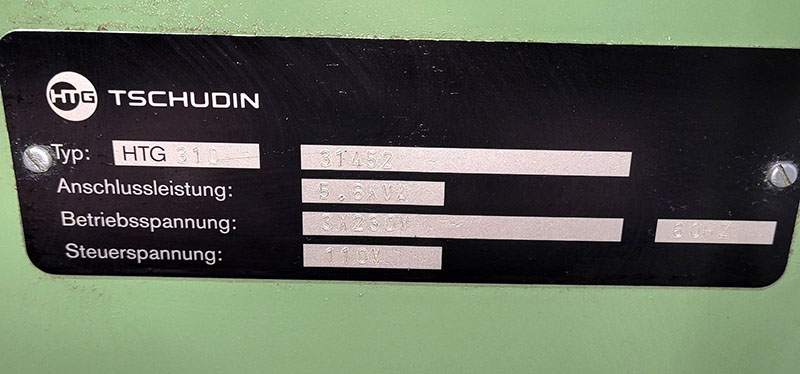 HTG TSCHUDIN
Typ: HTG 310 31452
Anschlussleistung: 5,8KVA
Betriebsspannung: 3X230V 60HZ
Steuerspannung: 110V